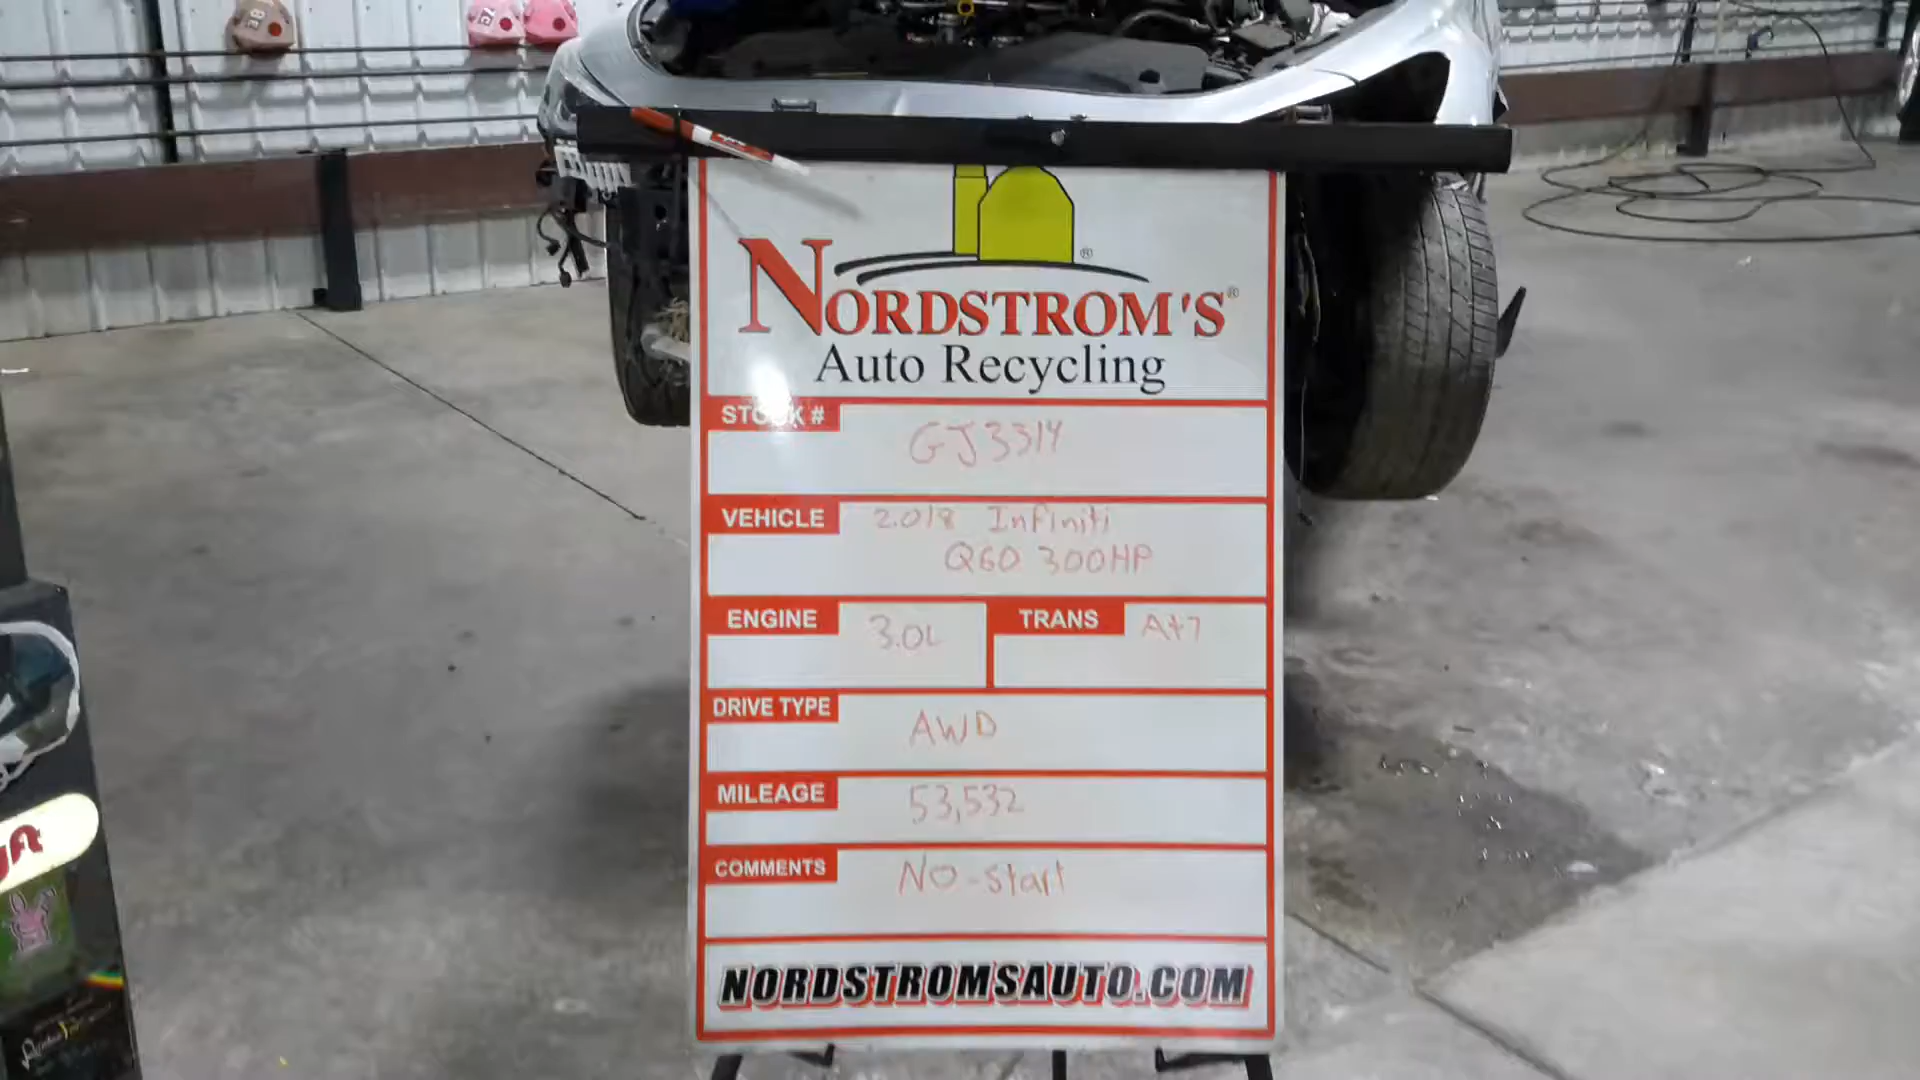 NORDSTROM'S®
Auto Recycling
STOCK #
GJ3314
VEHICLE
2018 Infiniti
Q60 300HP
ENGINE
3.0L
TRANS
At7
DRIVE TYPE
AWD
MILEAGE
53,532
COMMENTS
No-start
NORDSTROMSAUTO.COM